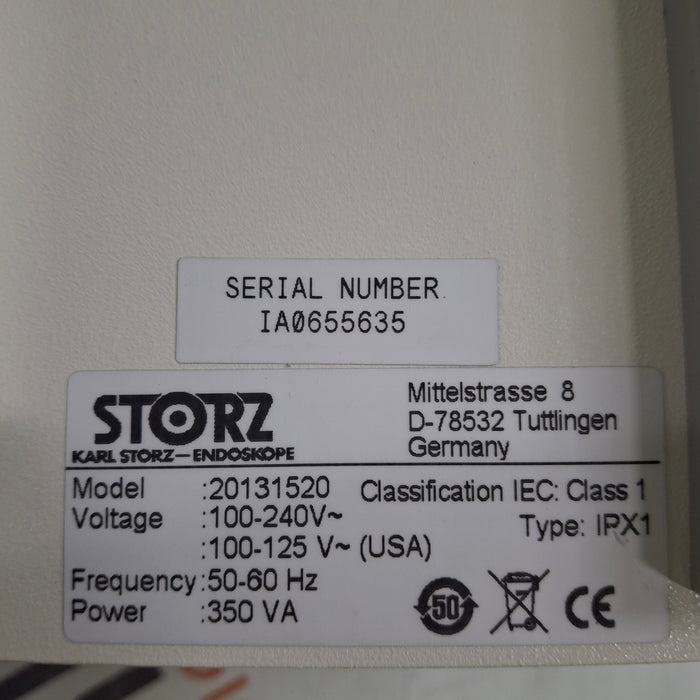 SERIAL NUMBER
IA0655635
STORZ
KARL STORZ—ENDOSKOPE
Mittelstrasse 8
D-78532 Tuttlingen
Germany
Model :20131520
Classification IEC: Class 1
Voltage :100-240V~
Type: IPX1
:100-125 V~ (USA)
Frequency:50-60 Hz
Power :350 VA
50
CE